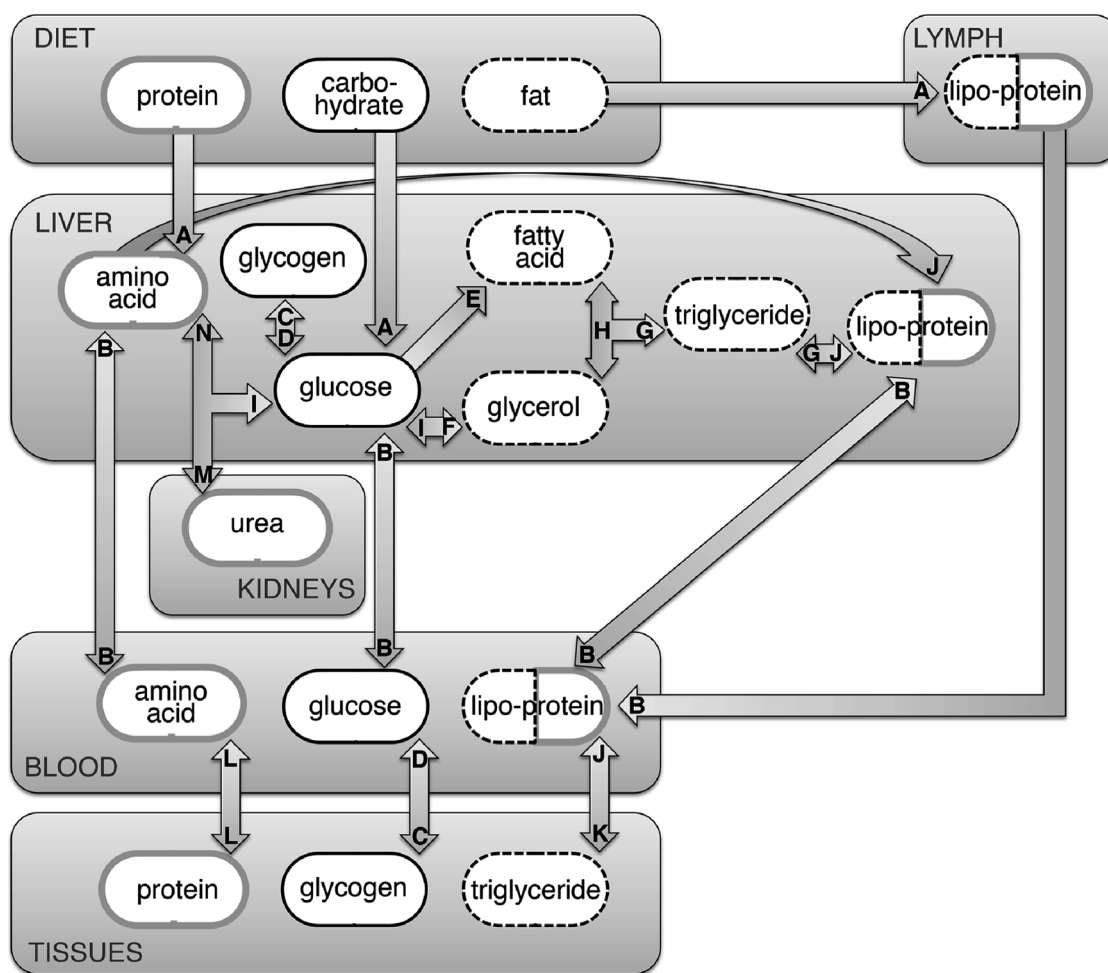 DIET
LYMPH
protein
carbo-
hydrate
fat
A
lipo-protein
LIVER
A
glycogen
fatty
acid
amino
acid
J
C
E
triglyceride
lipo-protein
N
D
A
H
G
B
G J
glucose
glycerol
I
I F
B
B
M
urea
KIDNEYS
B
B
B
amino
acid
glucose
lipo-protein
B
BLOOD
L
D
J
L
C
K
protein
glycogen
triglyceride
TISSUES